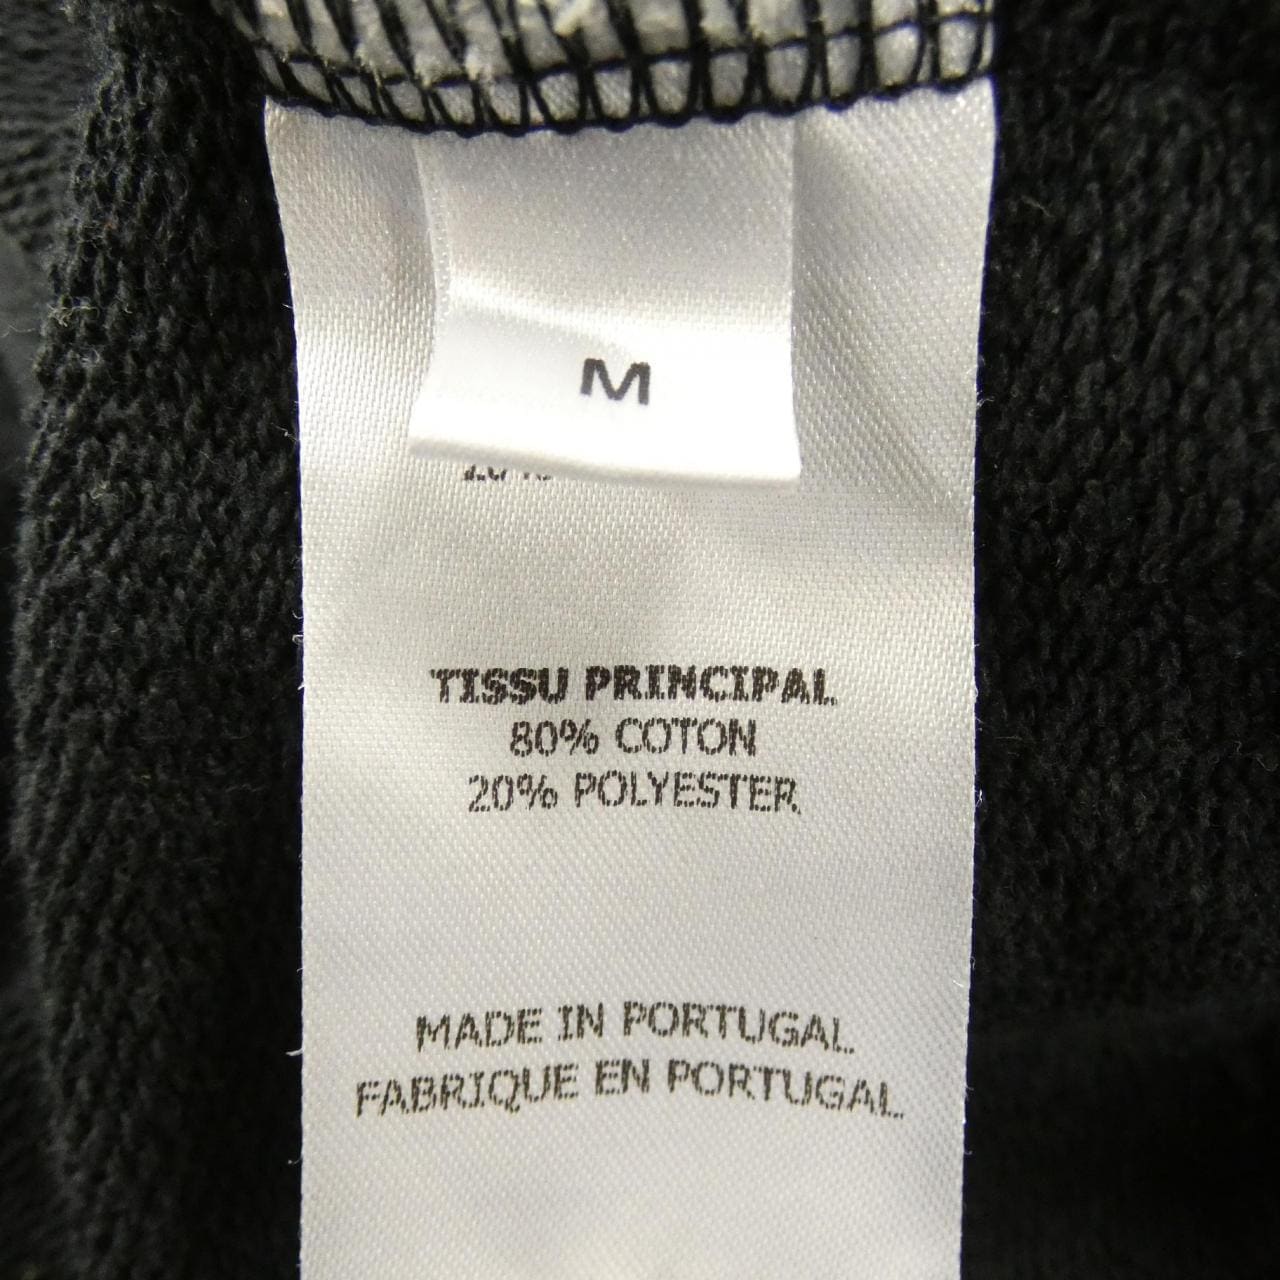 M
TISSU PRINCIPAL
80% COTON
20% POLYESTER
MADE IN PORTUGAL
FABRIQUE EN PORTUGAL